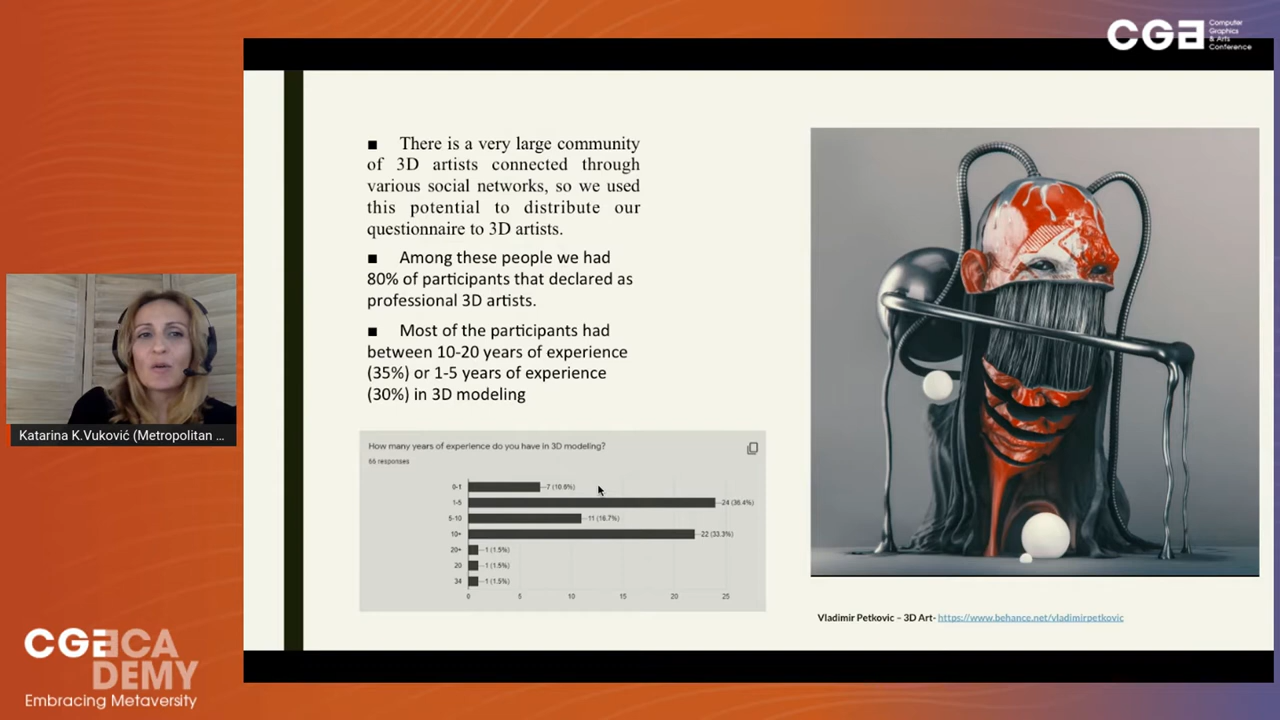 CGA
Computer
Graphics
& Arts
Conference
■ There is a very large community
of 3D artists connected through
various social networks, so we used
this potential to distribute our
questionnaire to 3D artists.
■ Among these people we had
80% of participants that declared as
professional 3D artists.
■ Most of the participants had
between 10-20 years of experience
(35%) or 1-5 years of experience
(30%) in 3D modeling
How many years of experience do you have in 3D modeling?
66 responses
0-1 7 (10.6%)
1-5 24 (36.4%)
5-10 11 (16.7%)
10+ 22 (33.3%)
20+ 1 (1.5%)
20 1 (1.5%)
34 1 (1.5%)
0 5 10 15 20 25
Vladimir Petkovic – 3D Art- https://www.behance.net/vladimirpetkovic
Katarina K.Vuković (Metropolitan ...
CGACA
DEMY
Embracing Metaversity